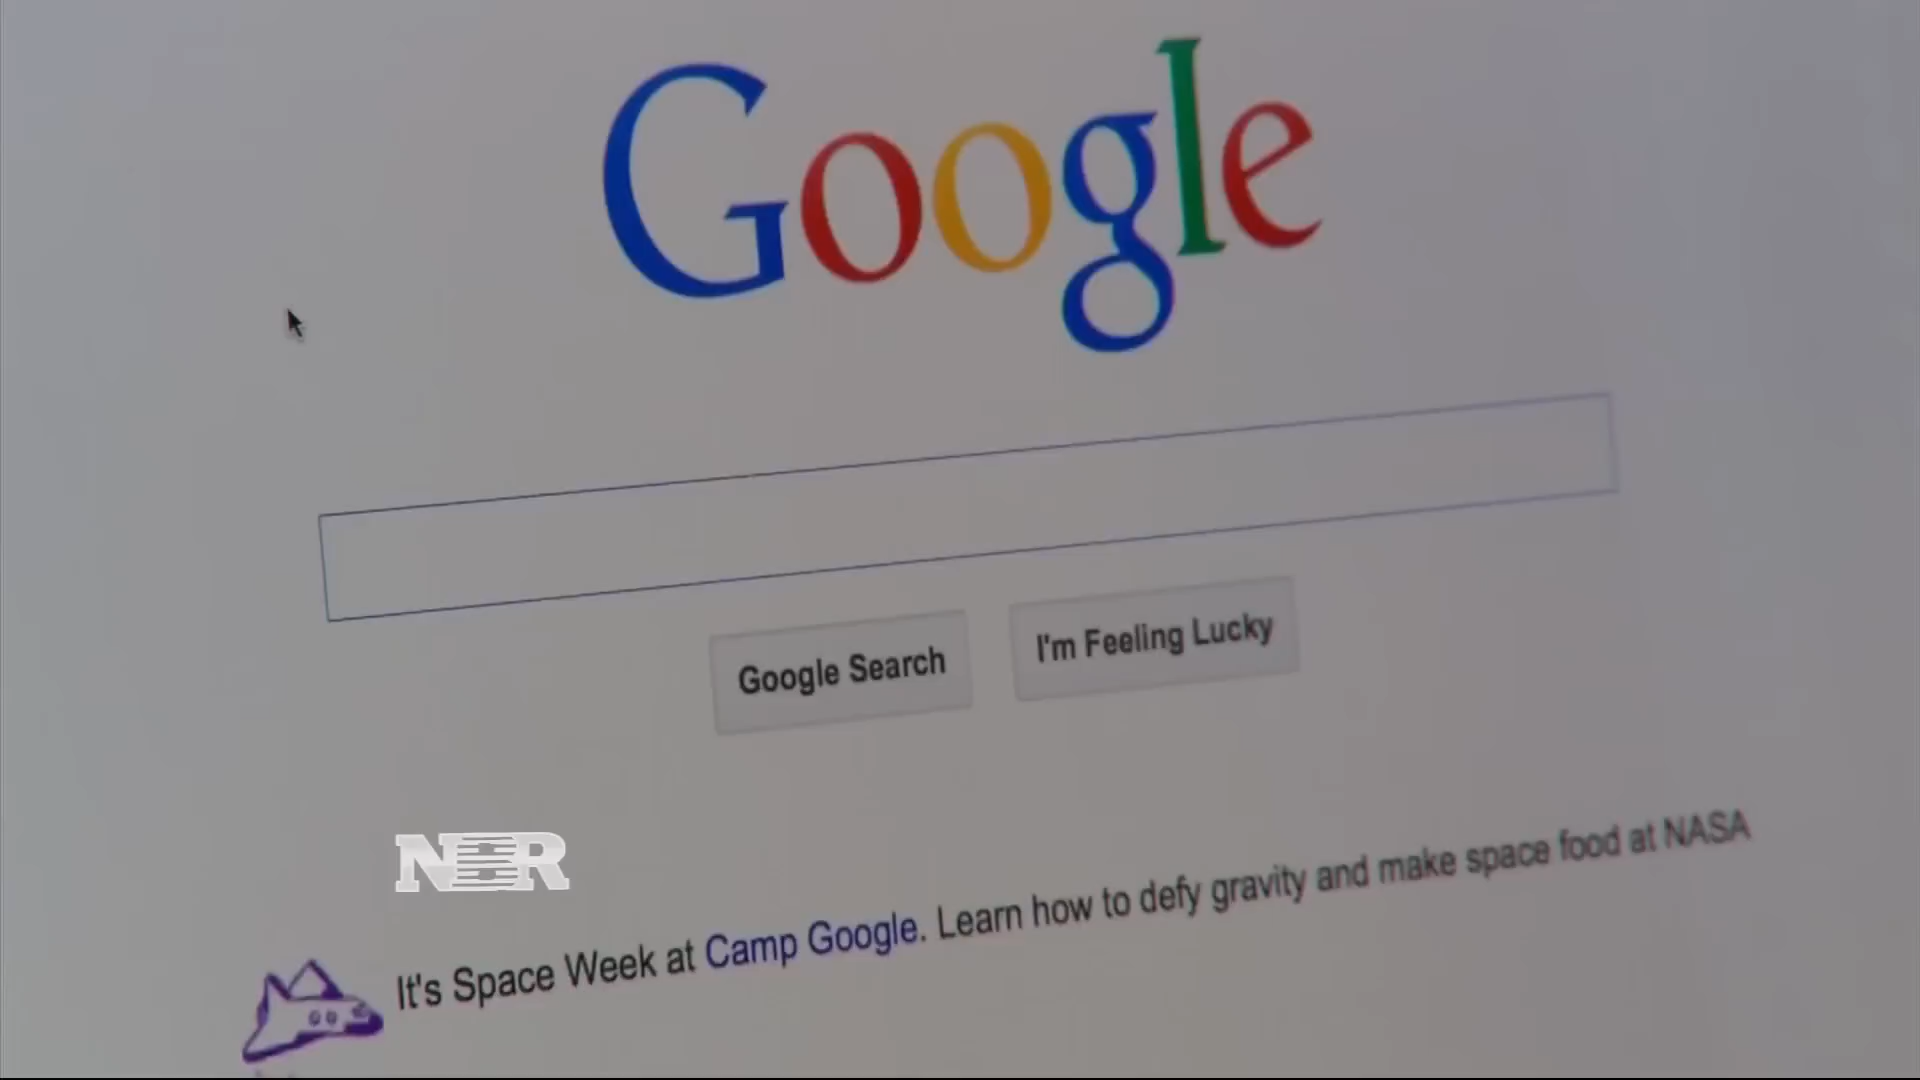 Google
Google Search
I'm Feeling Lucky
NBR
It's Space Week at Camp Google. Learn how to defy gravity and make space food at NASA